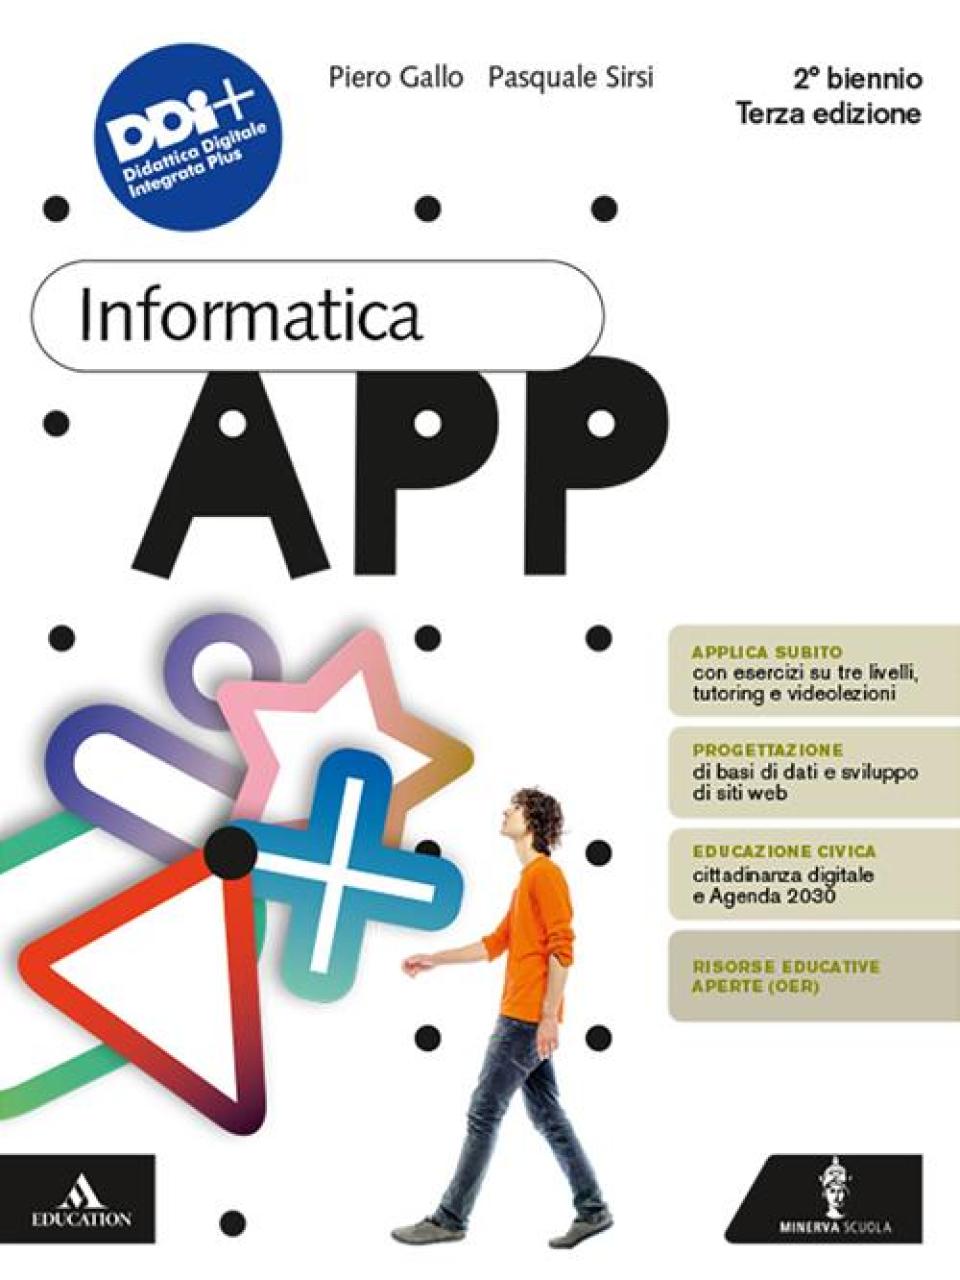 DDi+
Didattica Digitale
Integrata Plus
Piero Gallo Pasquale Sirsi
2° biennio
Terza edizione
Informatica
APP
APPLICA SUBITO
con esercizi su tre livelli,
tutoring e videolezioni
PROGETTAZIONE
di basi di dati e sviluppo
di siti web
EDUCAZIONE CIVICA
cittadinanza digitale
e Agenda 2030
RISORSE EDUCATIVE
APERTE (OER)
EDUCATION
MINERVA SCUOLA